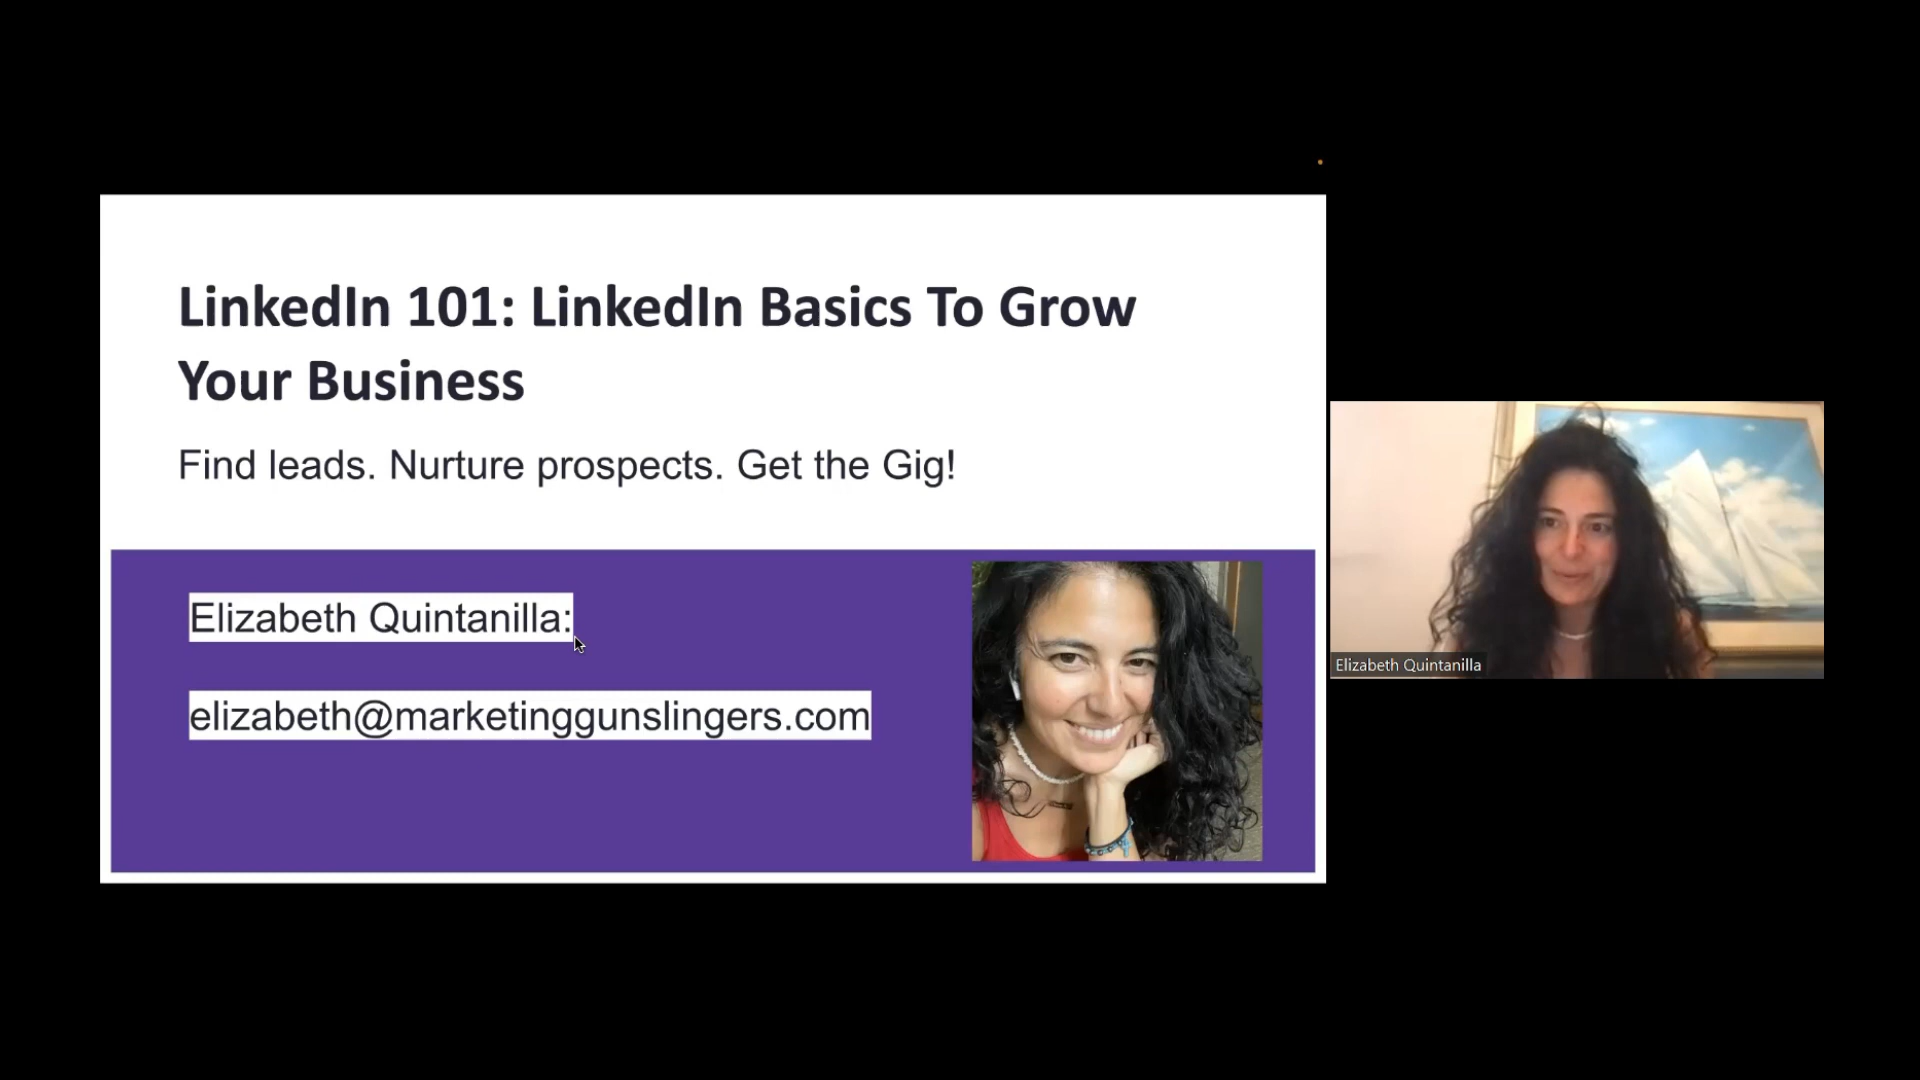 LinkedIn 101: LinkedIn Basics To Grow
Your Business
Find leads. Nurture prospects. Get the Gig!
Elizabeth Quintanilla:
elizabeth@marketinggunslingers.com
Elizabeth Quintanilla